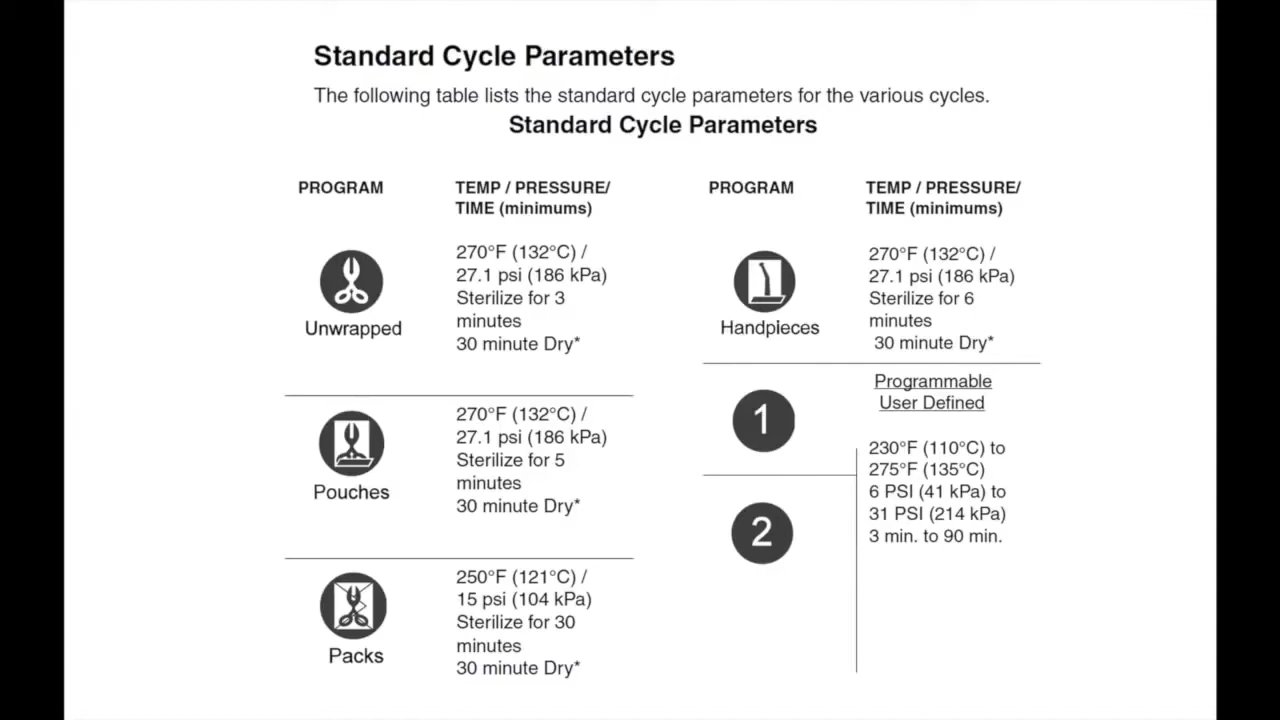 Standard Cycle Parameters
The following table lists the standard cycle parameters for the various cycles.
Standard Cycle Parameters
PROGRAM
TEMP / PRESSURE/
TIME (minimums)
Unwrapped
270°F (132°C) /
27.1 psi (186 kPa)
Sterilize for 3
minutes
30 minute Dry*
Pouches
270°F (132°C) /
27.1 psi (186 kPa)
Sterilize for 5
minutes
30 minute Dry*
Packs
250°F (121°C) /
15 psi (104 kPa)
Sterilize for 30
minutes
30 minute Dry*
PROGRAM
TEMP / PRESSURE/
TIME (minimums)
Handpieces
270°F (132°C) /
27.1 psi (186 kPa)
Sterilize for 6
minutes
30 minute Dry*
1
2
Programmable
User Defined
230°F (110°C) to
275°F (135°C)
6 PSI (41 kPa) to
31 PSI (214 kPa)
3 min. to 90 min.